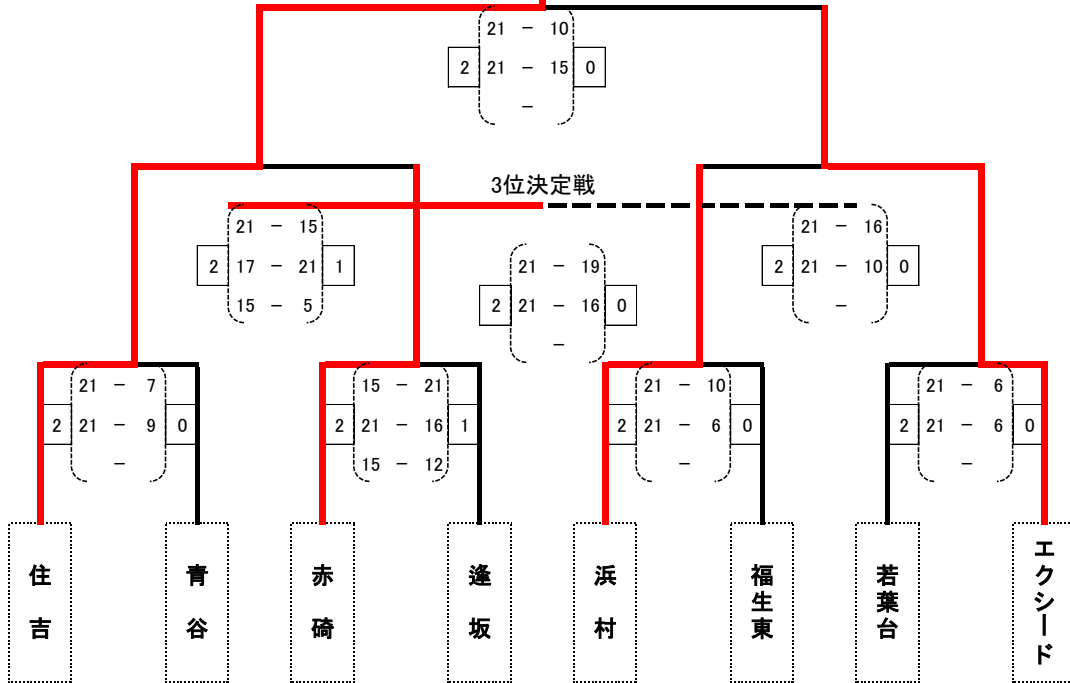 21 － 10
2 21 － 15 0
－
3位決定戦
21 － 15
2 17 － 21 1
15 － 5
21 － 19
2 21 － 16 0
－
21 － 16
2 21 － 10 0
－
21 － 7
2 21 － 9 0
－
15 － 21
2 21 － 16 1
15 － 12
21 － 10
2 21 － 6 0
－
21 － 6
2 21 － 6 0
－
住吉
青谷
赤碕
逢坂
浜村
福生東
若葉台
エクシード